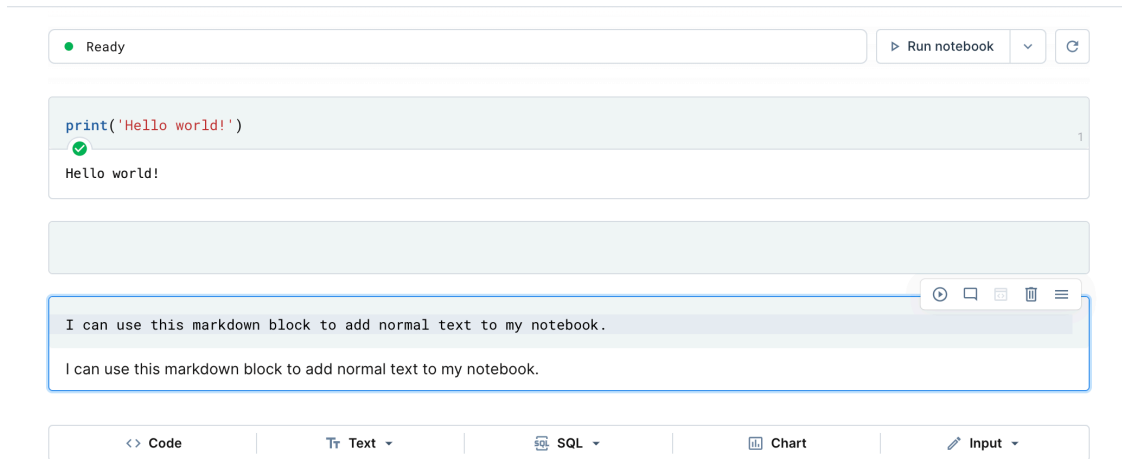 Ready
Run notebook
print('Hello world!')
1
Hello world!
I can use this markdown block to add normal text to my notebook.
I can use this markdown block to add normal text to my notebook.
<> Code
Tт Text
SQL SQL
Chart
Input